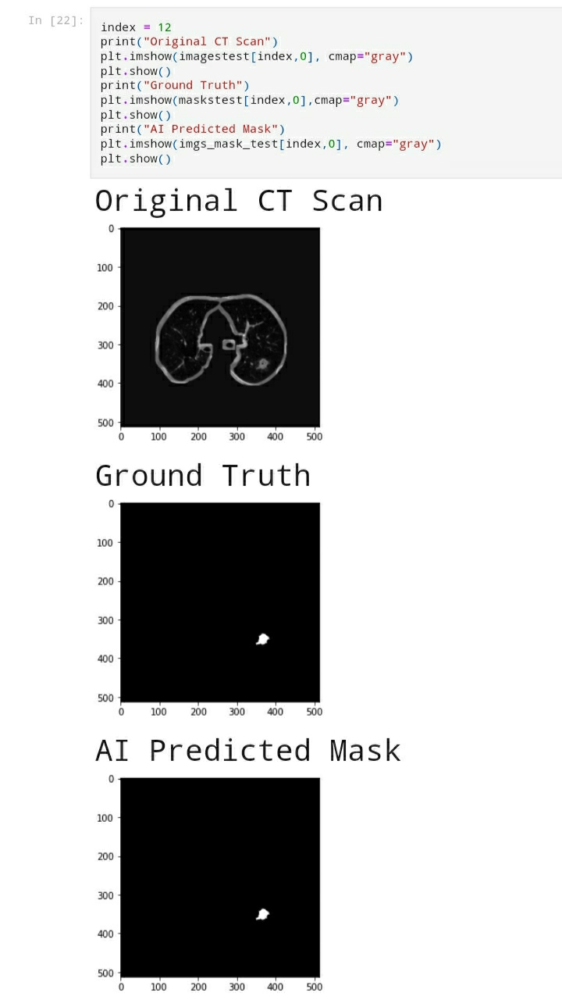 In [22]:
index = 12
print("Original CT Scan")
plt.imshow(imagestest[index,0], cmap="gray")
plt.show()
print("Ground Truth")
plt.imshow(maskstest[index,0],cmap="gray")
plt.show()
print("AI Predicted Mask")
plt.imshow(imgs_mask_test[index,0], cmap="gray")
plt.show()
Original CT Scan
0
100
200
300
400
500
0 100 200 300 400 500
Ground Truth
0
100
200
300
400
500
0 100 200 300 400 500
AI Predicted Mask
0
100
200
300
400
500
0 100 200 300 400 500